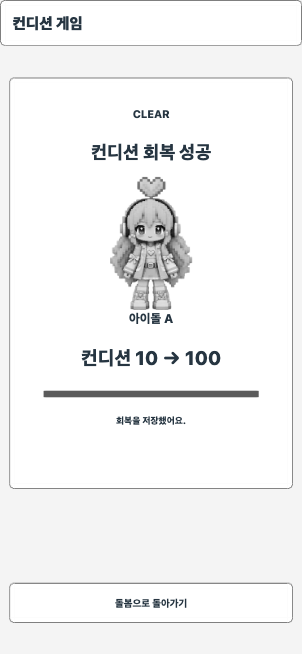 컨디션 게임
CLEAR
컨디션 회복 성공
아이돌 A
컨디션 10 → 100
회복을 저장했어요.
돌봄으로 돌아가기